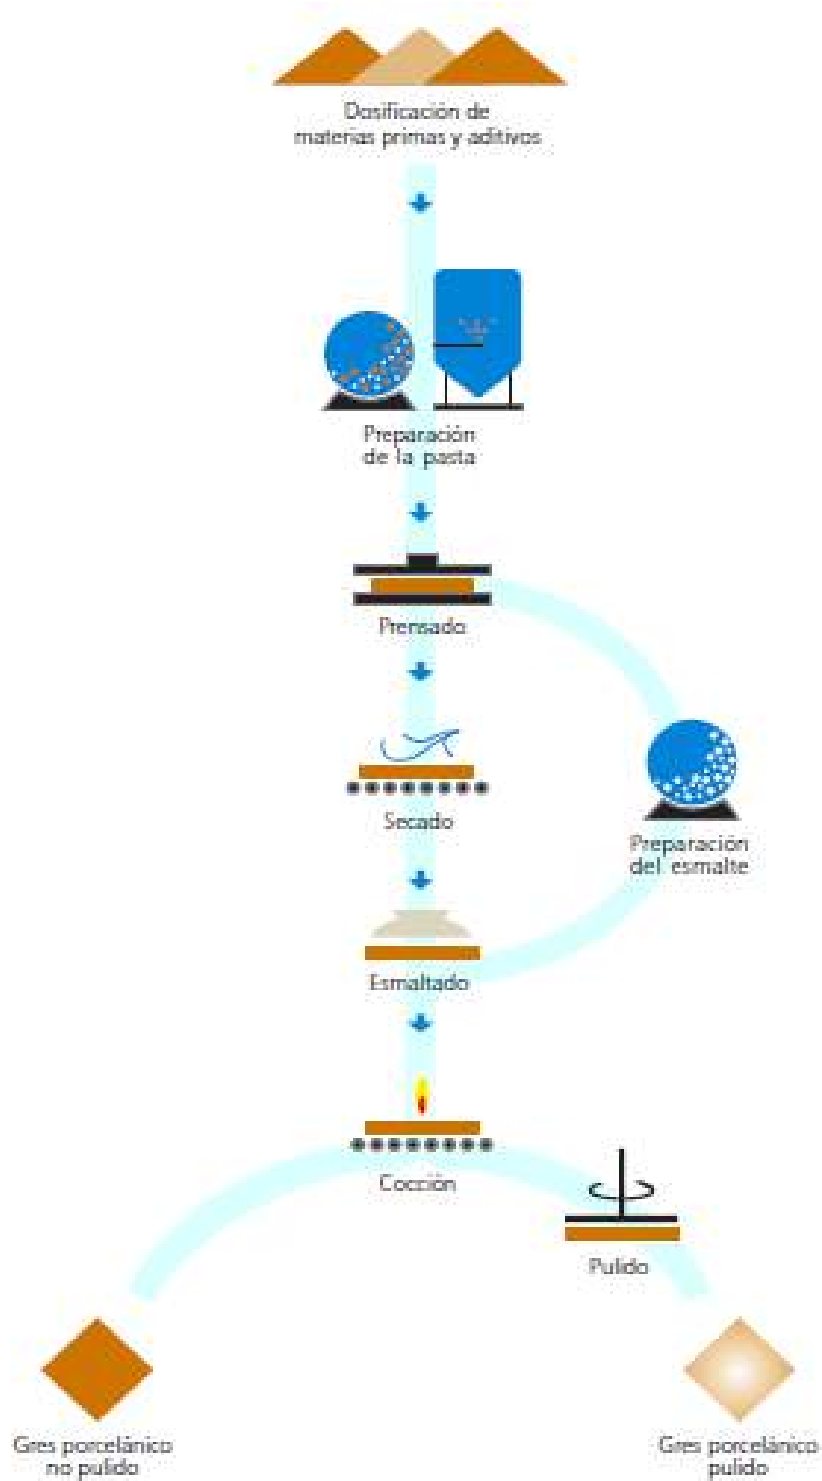 Dosificación de
materias primas y aditivos
Preparación
de la pasta
Prensado
Secado
Preparación
del esmalte
Esmaltado
Cocción
Pulido
Gres porcelánico
no pulido
Gres porcelánico
pulido